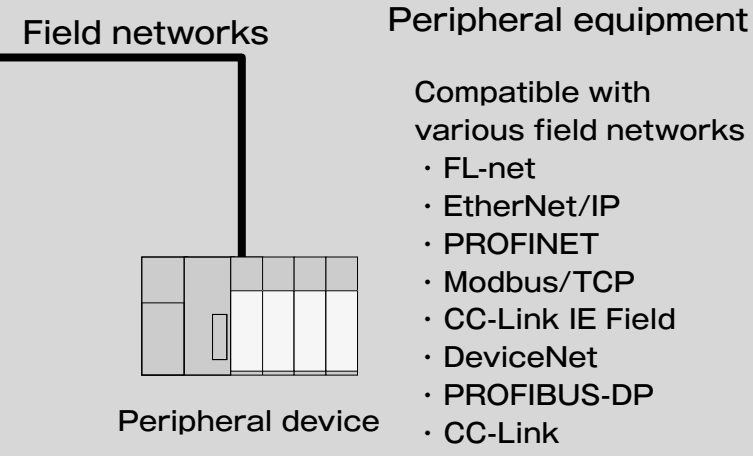 Field networks
Peripheral equipment
Compatible with
various field networks
・FL-net
・EtherNet/IP
・PROFINET
・Modbus/TCP
・CC-Link IE Field
・DeviceNet
・PROFIBUS-DP
・CC-Link
Peripheral device